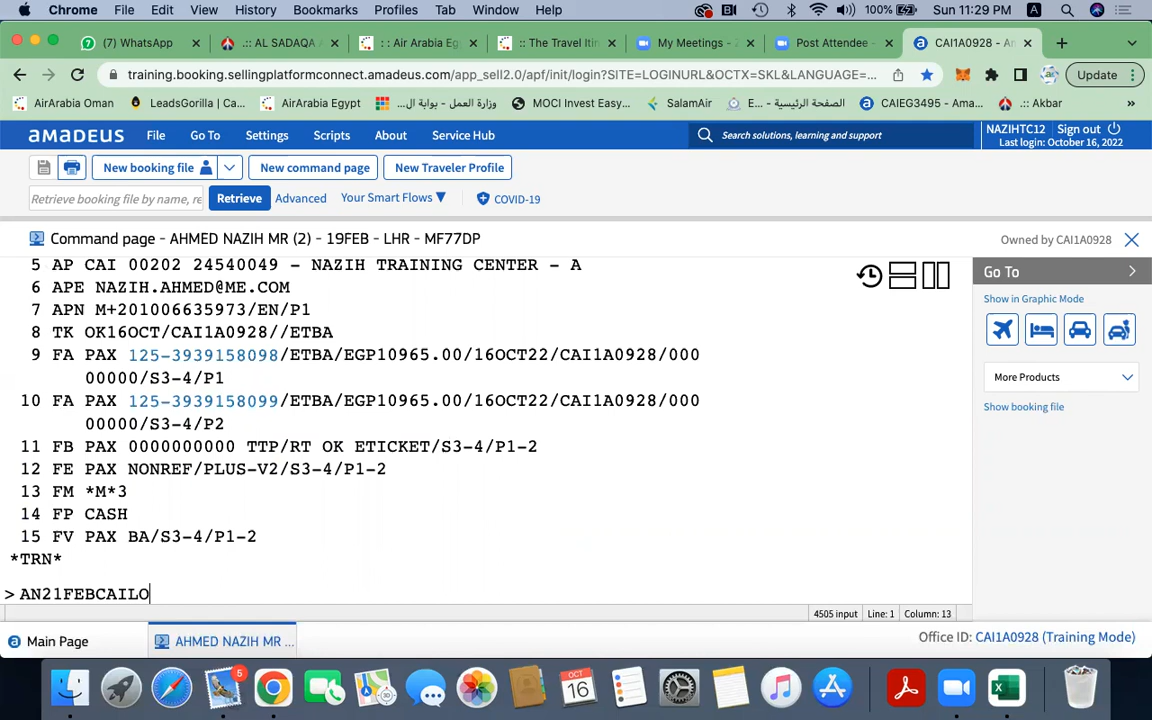 Chrome File Edit View History Bookmarks Profiles Tab Window Help 100% Sun 11:29 PM
(7) WhatsApp × .:: AL SADAQA A × : : Air Arabia Eg × .:: The Travel Itin × My Meetings - Z × Post Attendee - × CAI1A0928 - Am ×
training.booking.sellingplatformconnect.amadeus.com/app_sell2.0/apf/init/login?SITE=LOGINURL&OCTX=SKL&LANGUAGE=... Update
AirArabia Oman LeadsGorilla | Ca... AirArabia Egypt وزارة العمل - بوابة ال... MOCI Invest Easy... SalamAir الصفحة الرئيسية - E... CAIEG3495 - Ama... .:: Akbar »
amadeus File Go To Settings Scripts About Service Hub Search solutions, learning and support NAZIHTC12 Sign out
Last login: October 16, 2022
New booking file New command page New Traveler Profile
Retrieve booking file by name, re Retrieve Advanced Your Smart Flows COVID-19
Command page - AHMED NAZIH MR (2) - 19FEB - LHR - MF77DP Owned by CAI1A0928
5 AP CAI 00202 24540049 - NAZIH TRAINING CENTER - A
6 APE NAZIH.AHMED@ME.COM
7 APN M+201006635973/EN/P1
8 TK OK16OCT/CAI1A0928//ETBA
9 FA PAX 125-3939158098/ETBA/EGP10965.00/16OCT22/CAI1A0928/000
00000/S3-4/P1
10 FA PAX 125-3939158099/ETBA/EGP10965.00/16OCT22/CAI1A0928/000
00000/S3-4/P2
11 FB PAX 0000000000 TTP/RT OK ETICKET/S3-4/P1-2
12 FE PAX NONREF/PLUS-V2/S3-4/P1-2
13 FM *M*3
14 FP CASH
15 FV PAX BA/S3-4/P1-2
*TRN*
> AN21FEBCAILO
Go To
Show in Graphic Mode
More Products
Show booking file
4505 input Line: 1 Column: 13
Main Page AHMED NAZIH MR ... Office ID: CAI1A0928 (Training Mode)
5
OCT
16